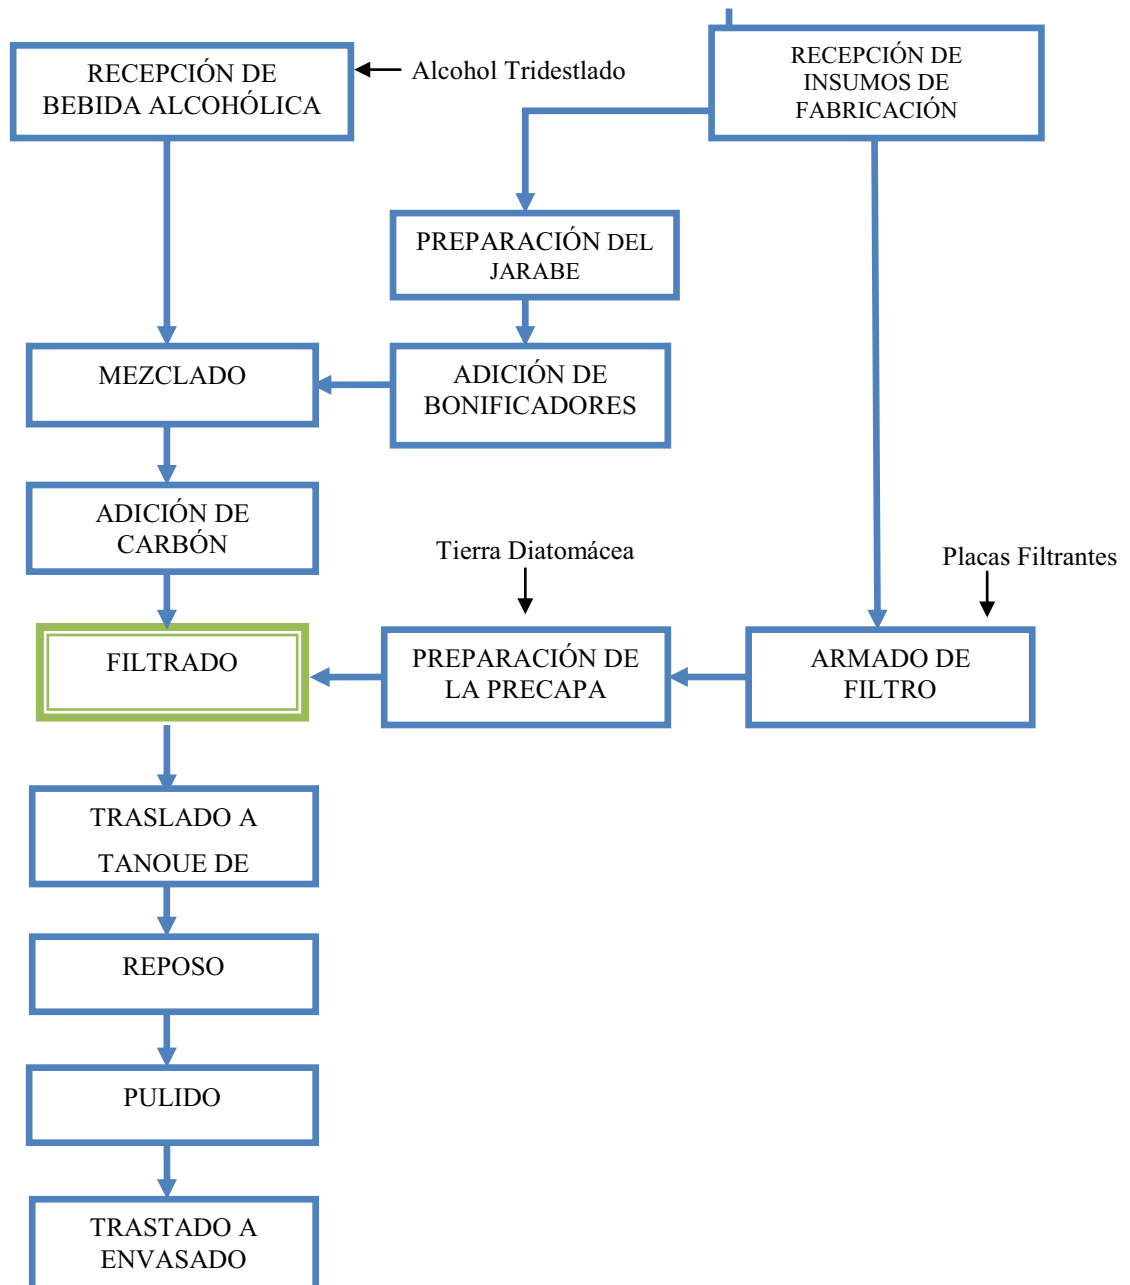 RECEPCIÓN DE
BEBIDA ALCOHÓLICA
Alcohol Tridestlado
RECEPCIÓN DE
INSUMOS DE
FABRICACIÓN
PREPARACIÓN DEL
JARABE
MEZCLADO
ADICIÓN DE
BONIFICADORES
ADICIÓN DE
CARBÓN
Tierra Diatomácea
Placas Filtrantes
FILTRADO
PREPARACIÓN DE
LA PRECAPA
ARMADO DE
FILTRO
TRASLADO A
TANQUE DE
REPOSO
PULIDO
TRASTADO A
ENVASADO